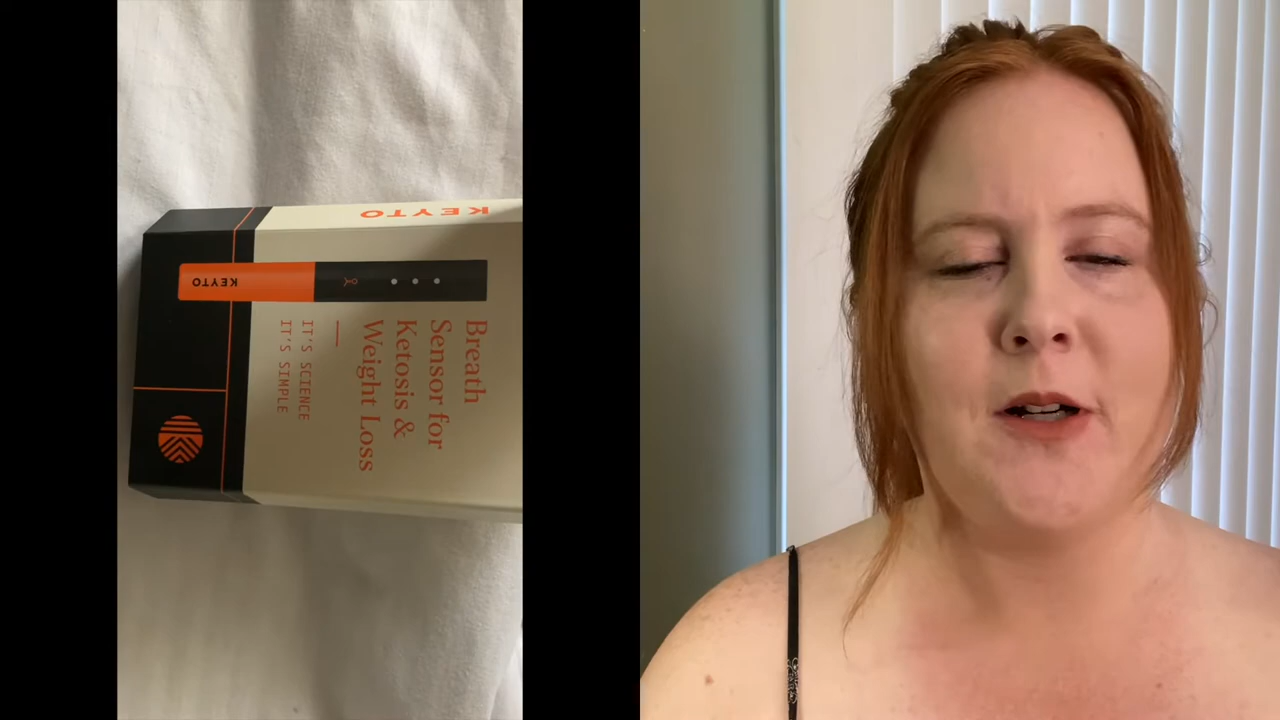 KEYTO
KEYTO
Breath
Sensor for
Ketosis &
Weight Loss
IT'S SCIENCE
IT'S SIMPLE